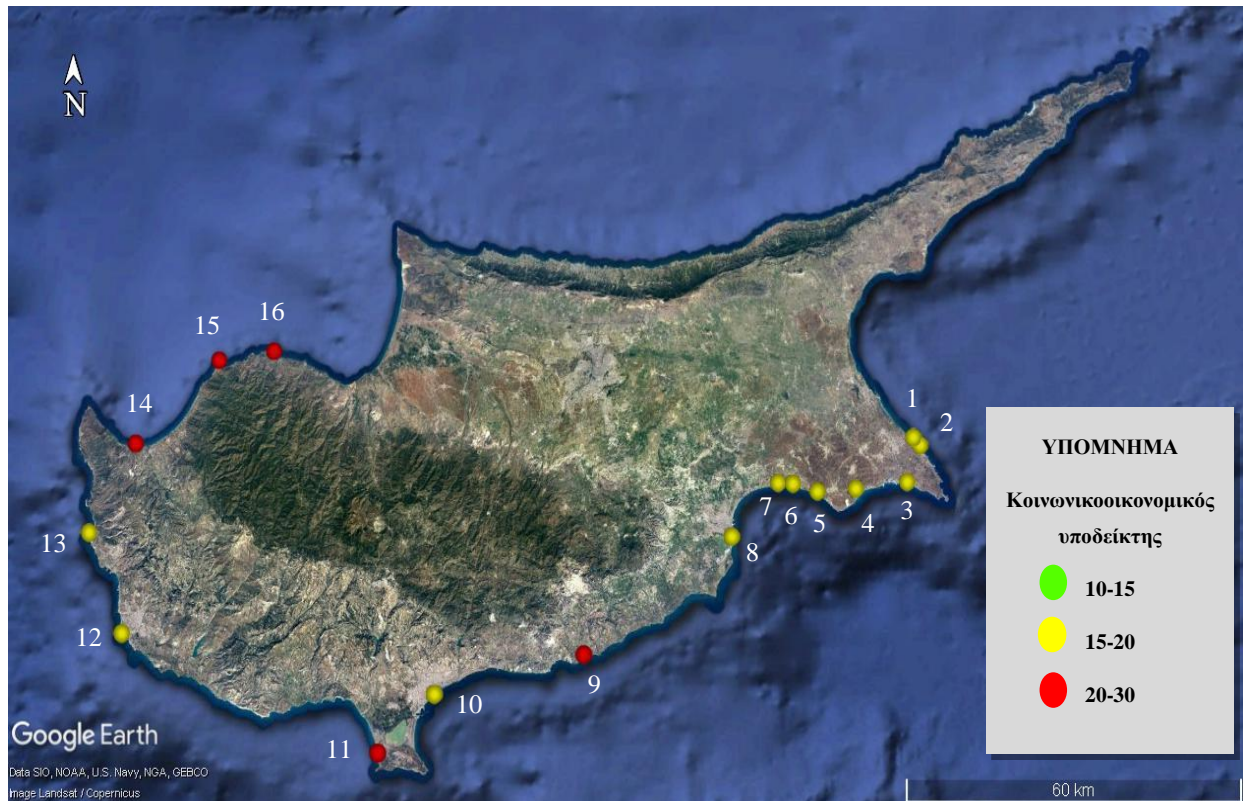 N
16
15
14
1
2
ΥΠΟΜΝΗΜΑ
Κοινωνικοοικονομικός
υποδείκτης
10-15
15-20
20-30
7
6
5
4
3
13
8
12
9
10
11
Google Earth
Data SIO, NOAA, U.S. Navy, NGA, GEBCO
Image Landsat / Copernicus
60 km